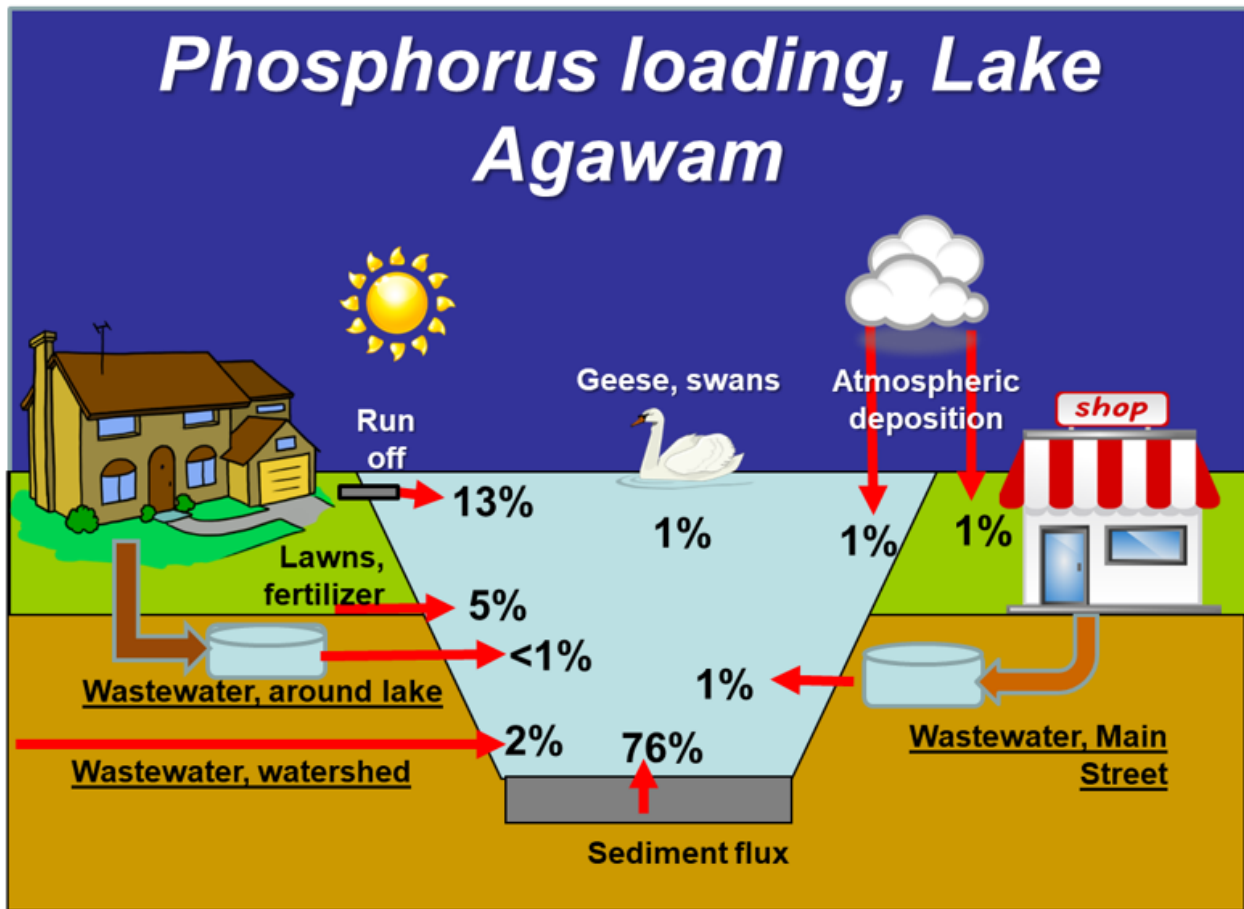 Phosphorus loading, Lake
Agawam
Geese, swans
Atmospheric
deposition
shop
Run
off
13%
1%
1%
1%
Lawns,
fertilizer
5%
<1%
Wastewater, around lake
1%
2%
76%
Wastewater, watershed
Wastewater, Main
Street
Sediment flux